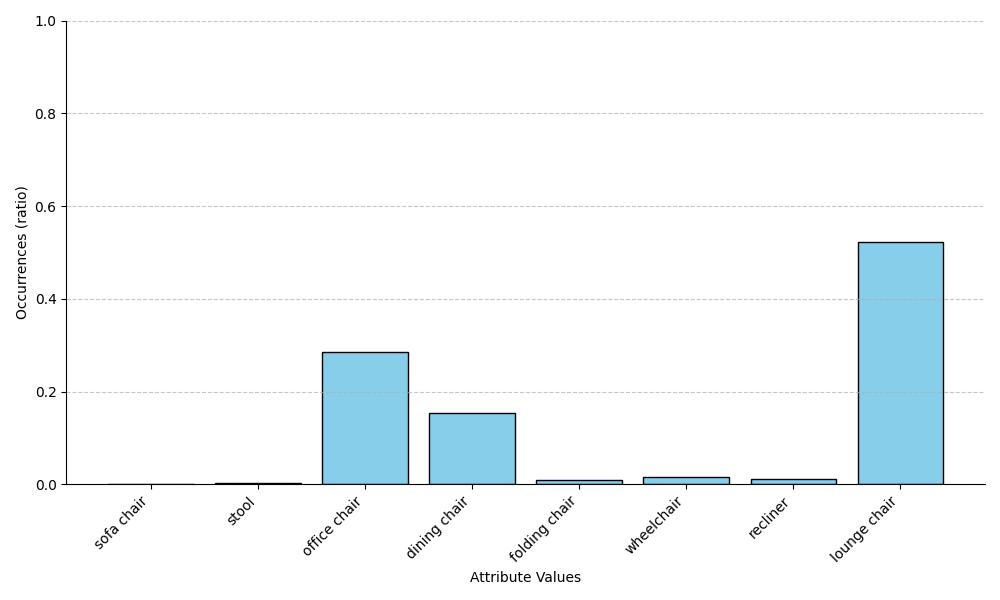 1.0
0.8
0.6
0.4
0.2
0.0
Occurrences (ratio)
sofa chair
stool
office chair
dining chair
folding chair
wheelchair
recliner
lounge chair
Attribute Values